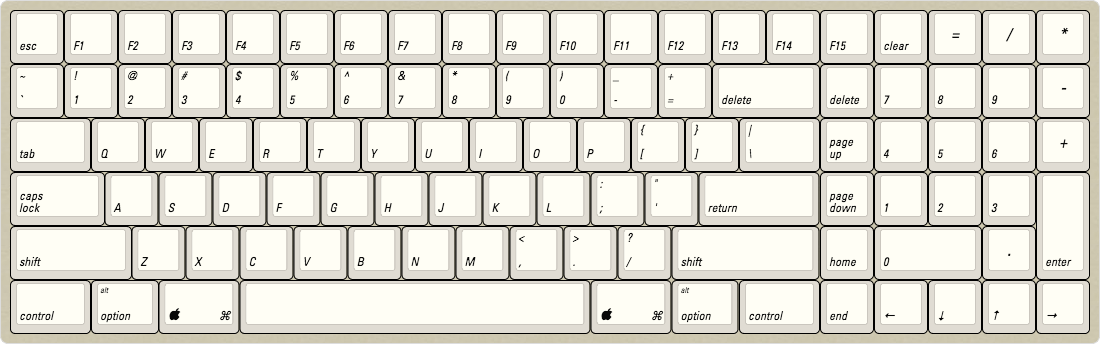 esc F1 F2 F3 F4 F5 F6 F7 F8 F9 F10 F11 F12 F13 F14 F15 clear = / *
~ ! @ # $ % ^ & * ( ) _ +
` 1 2 3 4 5 6 7 8 9 0 - = delete delete 7 8 9 -
{ } | page
tab Q W E R T Y U I O P [ ] \ up 4 5 6 +
caps : " page
lock A S D F G H J K L ; ' return down 1 2 3
< > ?
shift Z X C V B N M , . / shift home 0 . enter
alt alt
control option ⌘ ⌘ option control end ← ↓ ↑ →